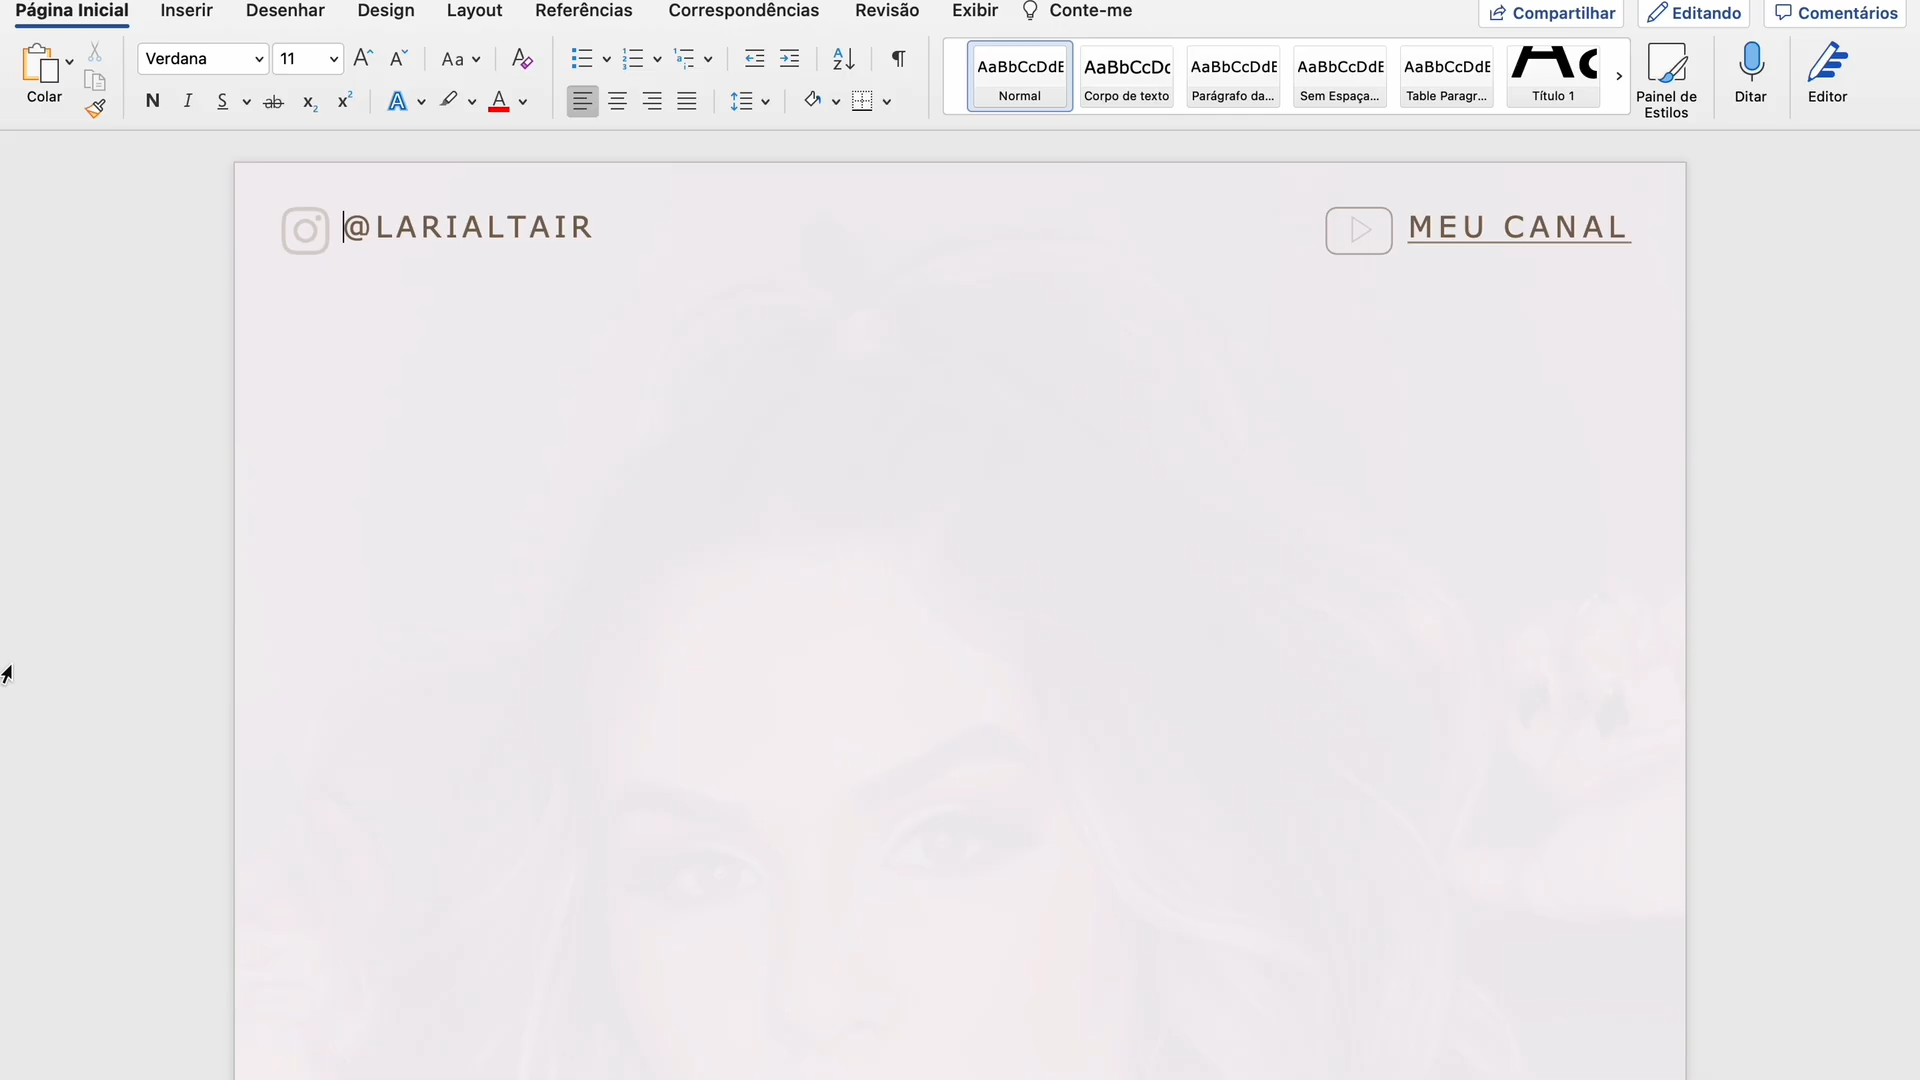 Página Inicial Inserir Desenhar Design Layout Referências Correspondências Revisão Exibir Conte-me Compartilhar Editando Comentários
Verdana 11 Aa
Colar
N I S ab x₂ x² A A
AaBbCcDdE AaBbCcDc AaBbCcDdE AaBbCcDdE AaBbCcDdE
Normal Corpo de texto Parágrafo da... Sem Espaça... Table Paragr... Título 1
Painel de
Estilos
Ditar
Editor
@LARIALTAIR
MEU CANAL